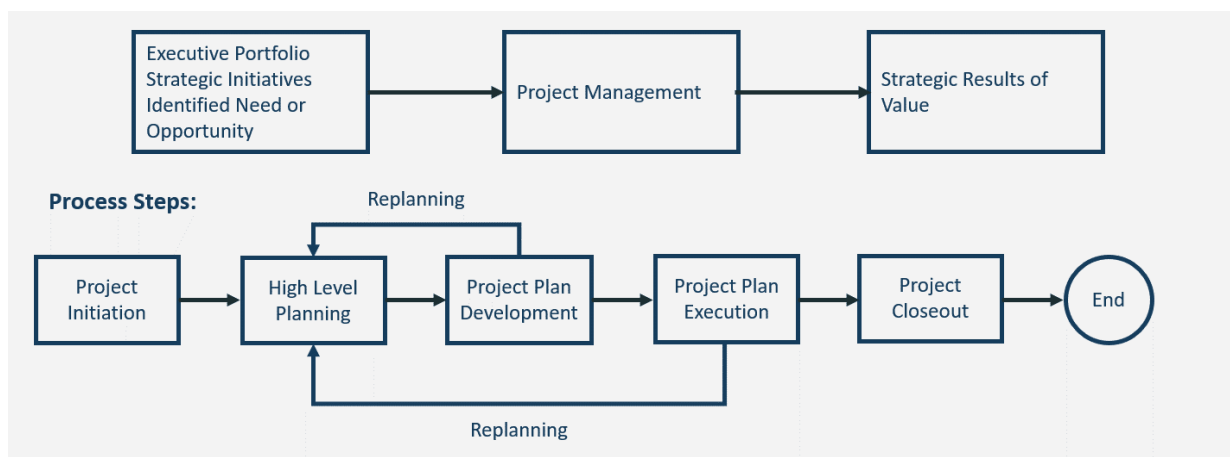 Executive Portfolio
Strategic Initiatives
Identified Need or
Opportunity
Project Management
Strategic Results of
Value
Process Steps:
Replanning
Project
Initiation
High Level
Planning
Project Plan
Development
Project Plan
Execution
Project
Closeout
End
Replanning